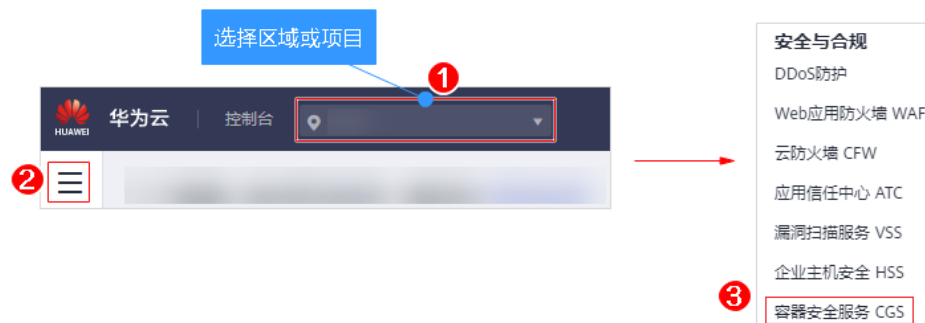 选择区域或项目
1
HUAWEI 华为云 控制台
2
安全与合规
DDoS防护
Web应用防火墙 WAF
云防火墙 CFW
应用信任中心 ATC
漏洞扫描服务 VSS
企业主机安全 HSS
3
容器安全服务 CGS